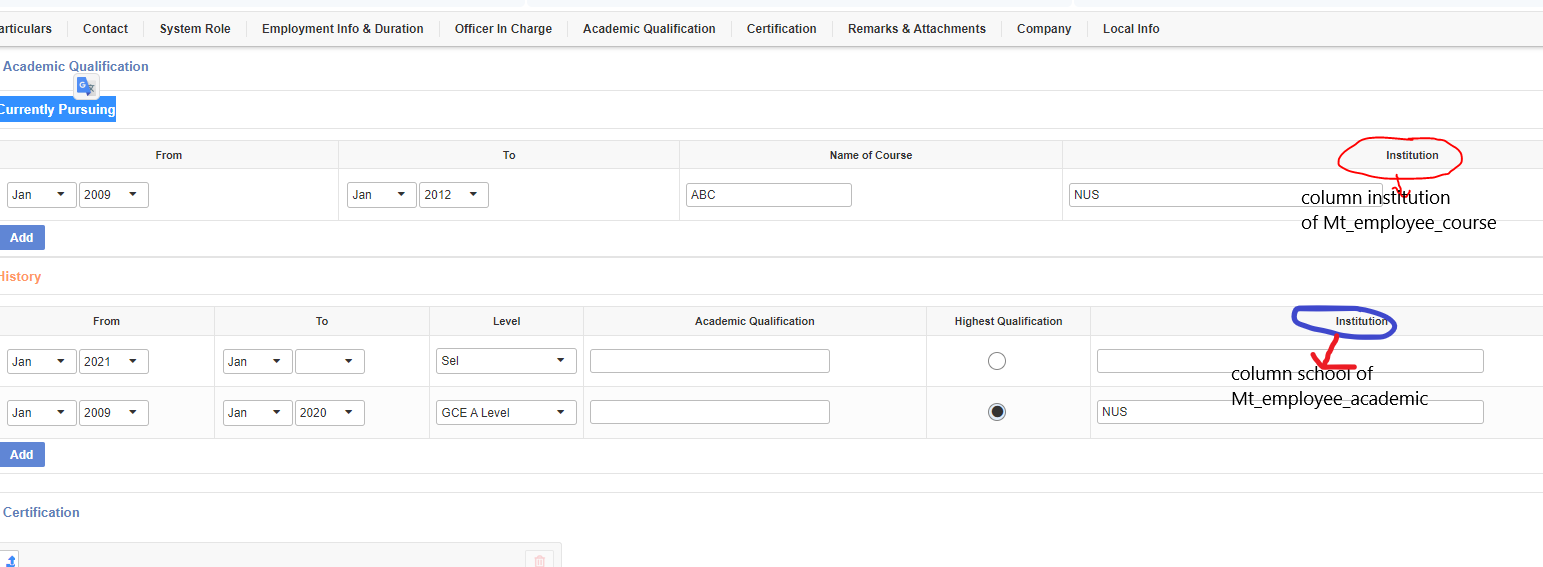 articulars Contact System Role Employment Info & Duration Officer In Charge Academic Qualification Certification Remarks & Attachments Company Local Info
Academic Qualification
Currently Pursuing
From To Name of Course Institution
Jan 2009 Jan 2012 ABC NUS
column institution
of Mt_employee_course
Add
History
From To Level Academic Qualification Highest Qualification Institution
Jan 2021 Jan Sel
column school of
Mt_employee_academic
Jan 2009 Jan 2020 GCE A Level NUS
Add
Certification